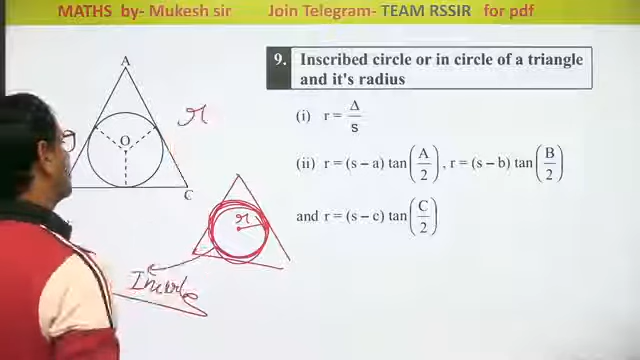 MATHS by- Mukesh sir Join Telegram- TEAM RSSIR for pdf
A
O
C
r
9. Inscribed circle or in circle of a triangle and it's radius
(i) r = Δ/s
(ii) r = (s – a) tan(A/2), r = (s – b) tan(B/2)
and r = (s – c) tan(C/2)
r
Incircle